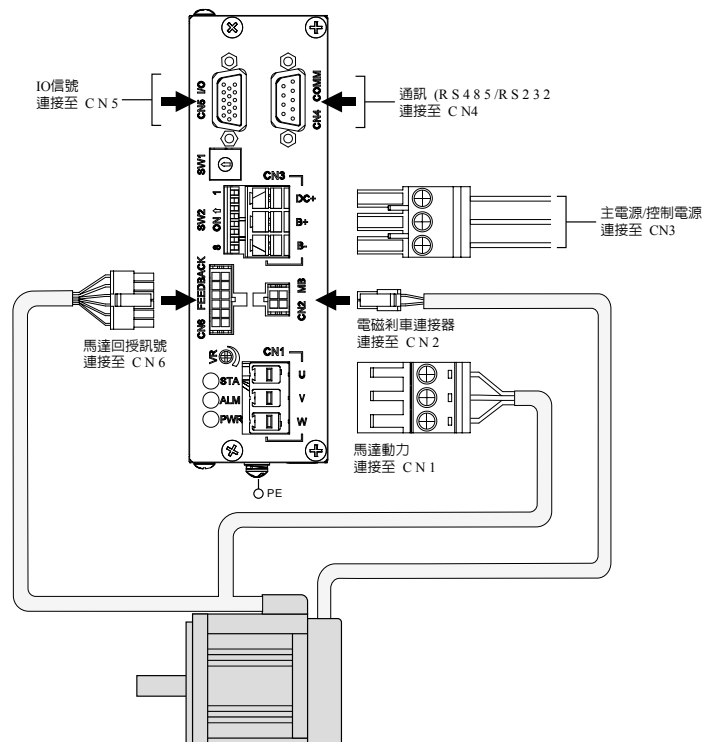 IO信號
連接至 CN5
CN5 I/O
COMM
CN4
通訊 (RS485/RS232
連接至 CN4
SW1
CN3
1
ON ⇧
8
SW2
DC+
B+
B-
主電源/控制電源
連接至 CN3
CN6 FEEDBACK
MB
CN2
馬達回授訊號
連接至 CN6
電磁剎車連接器
連接至 CN2
VR
CN1
STA
ALM
PWR
U
V
W
馬達動力
連接至 CN1
PE